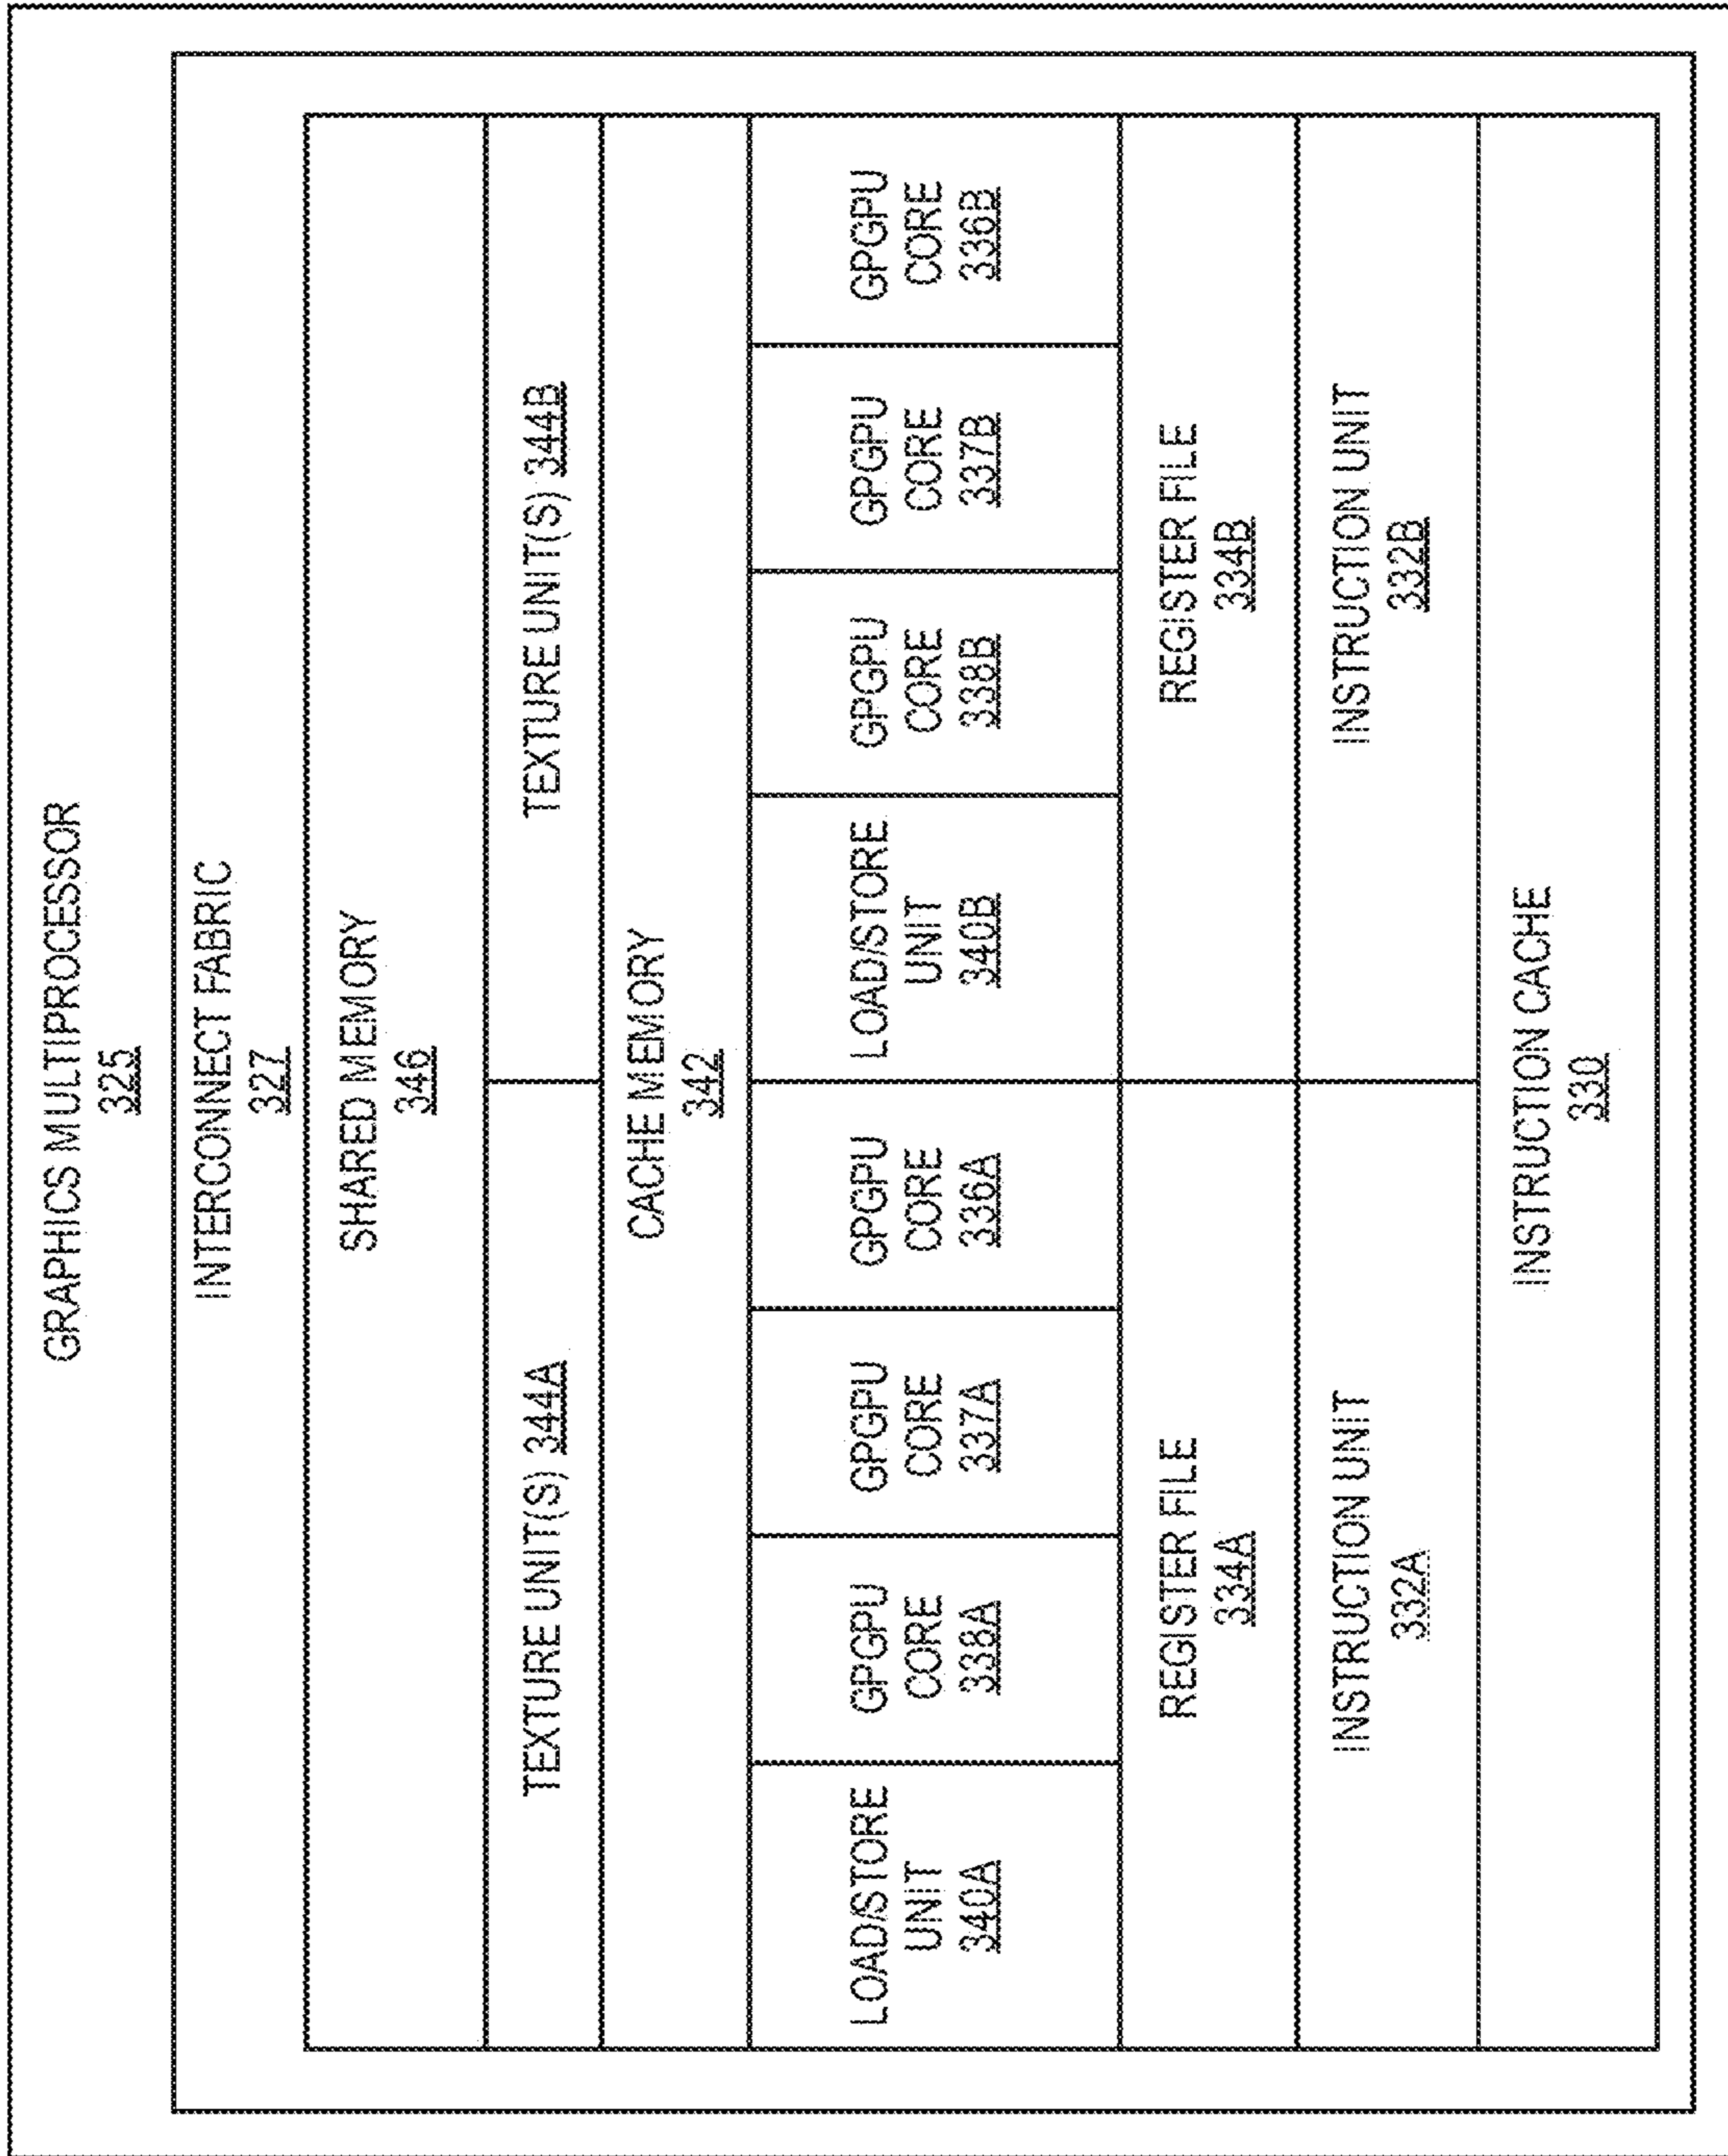 GRAPHICS MULTIPROCESSOR
325
INTERCONNECT FABRIC
327
SHARED MEMORY
346
TEXTURE UNIT(S) 344A
TEXTURE UNIT(S) 344B
CACHE MEMORY
342
LOAD/STORE
UNIT
340A
GPGPU
CORE
338A
GPGPU
CORE
337A
GPGPU
CORE
336A
LOAD/STORE
UNIT
340B
GPGPU
CORE
338B
GPGPU
CORE
337B
GPGPU
CORE
336B
REGISTER FILE
334A
REGISTER FILE
334B
INSTRUCTION UNIT
332A
INSTRUCTION UNIT
332B
INSTRUCTION CACHE
330